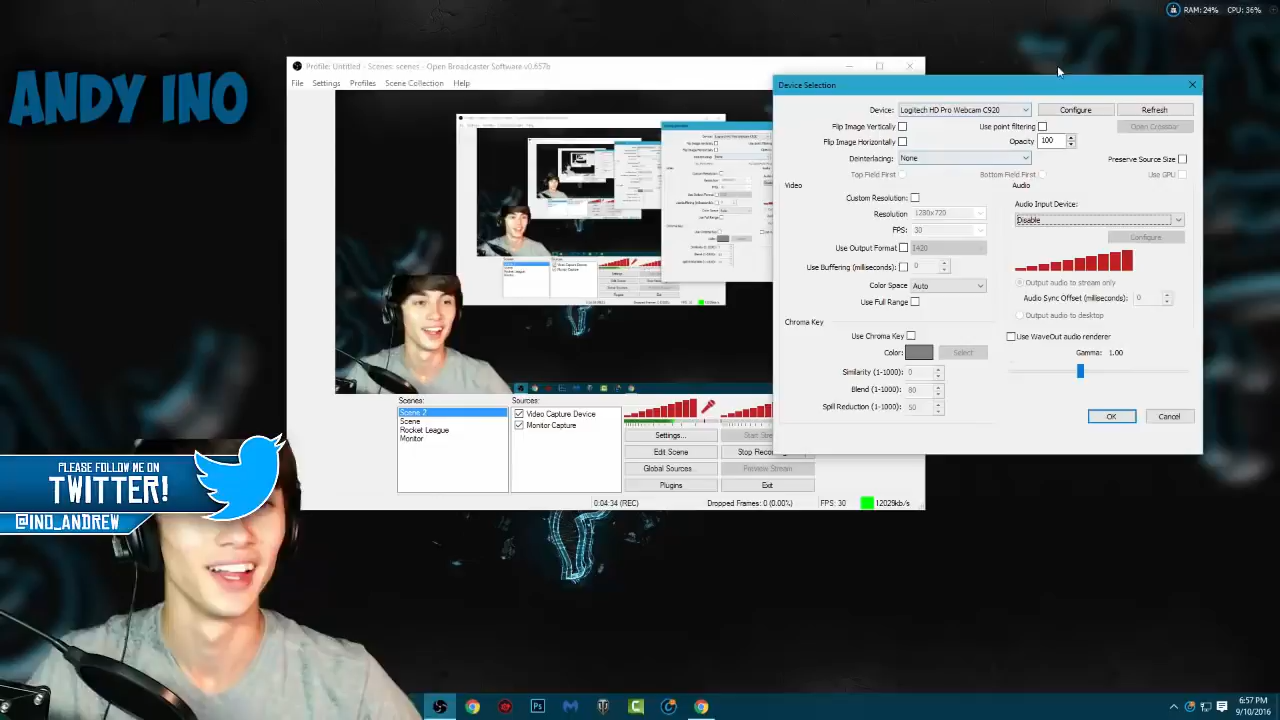 RAM: 24% CPU: 36%
ANDY INO
Profile: Untitled - Scenes: scenes - Open Broadcaster Software v0.657b
File Settings Profiles Scene Collection Help
Device Selection
Device: Logitech HD Pro Webcam C920 Configure Refresh
Flip Image Vertically Use point filtering Open Crossbar
Flip Image Horizontally Opacity 100
Deinterlacing: None Preserve Source Size
Top Field First Bottom Field First Use GPU
Video Audio
Custom Resolution: Audio Input Device:
Resolution 1280x720 Disable
FPS: 30 Configure
Use Output Format I420
Use Buffering 0
Color Space Auto Output audio to stream only
Use Full Range Audio Sync Offset (milliseconds): 0
Output audio to desktop
Chroma Key
Use Chroma Key Use WaveOut audio renderer
Color: Select Gamma: 1.00
Similarity (1-1000): 0
Blend (1-1000): 80
Spill Reduction (1-1000): 50
OK Cancel
Scenes: Sources:
Scene 2 Video Capture Device
Scene Monitor Capture
Rocket League
Monitor
Settings... Start
Edit Scene Stop
Global Sources... Preview Stream
Plugins Exit
0:04:34 (REC) Dropped Frames: 0 (0.00%) FPS: 30 12029kb/s
PLEASE FOLLOW ME ON
TWITTER!
@INO_ANDREW
Ps
6:57 PM
9/10/2016